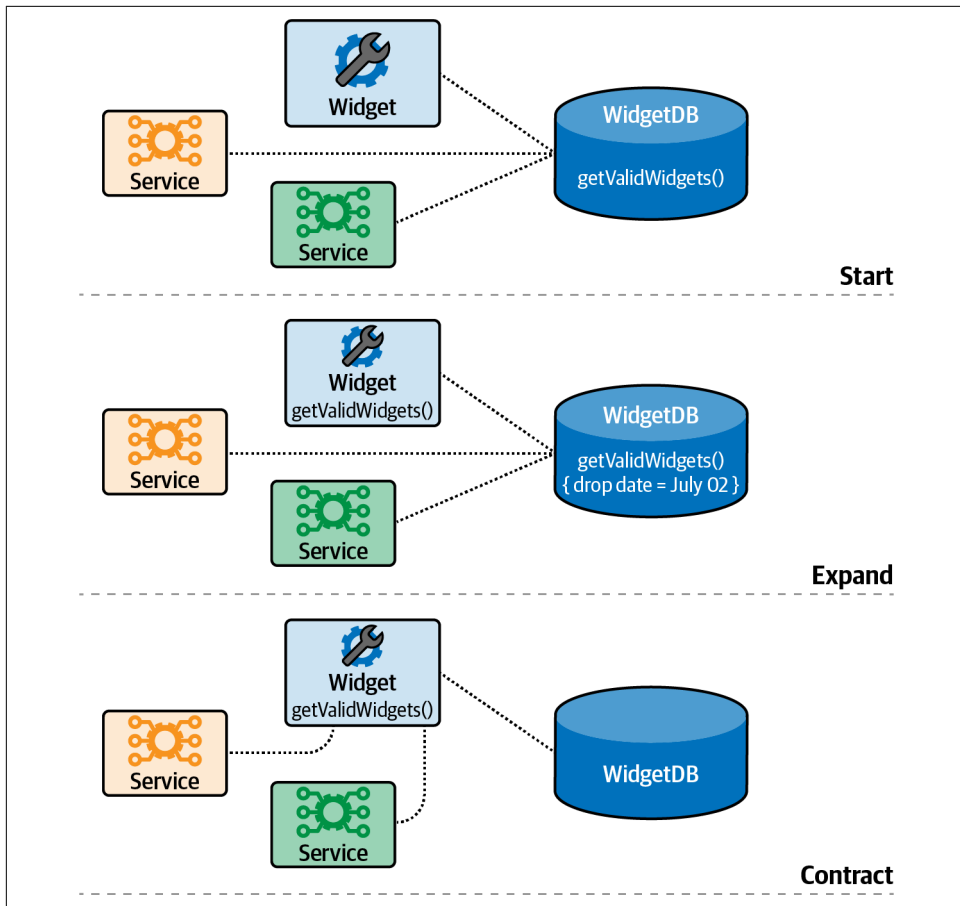 Widget
Service
Service
WidgetDB
getValidWidgets()
Start
Widget
getValidWidgets()
Service
Service
WidgetDB
getValidWidgets()
{ drop date = July 02 }
Expand
Widget
getValidWidgets()
Service
Service
WidgetDB
Contract